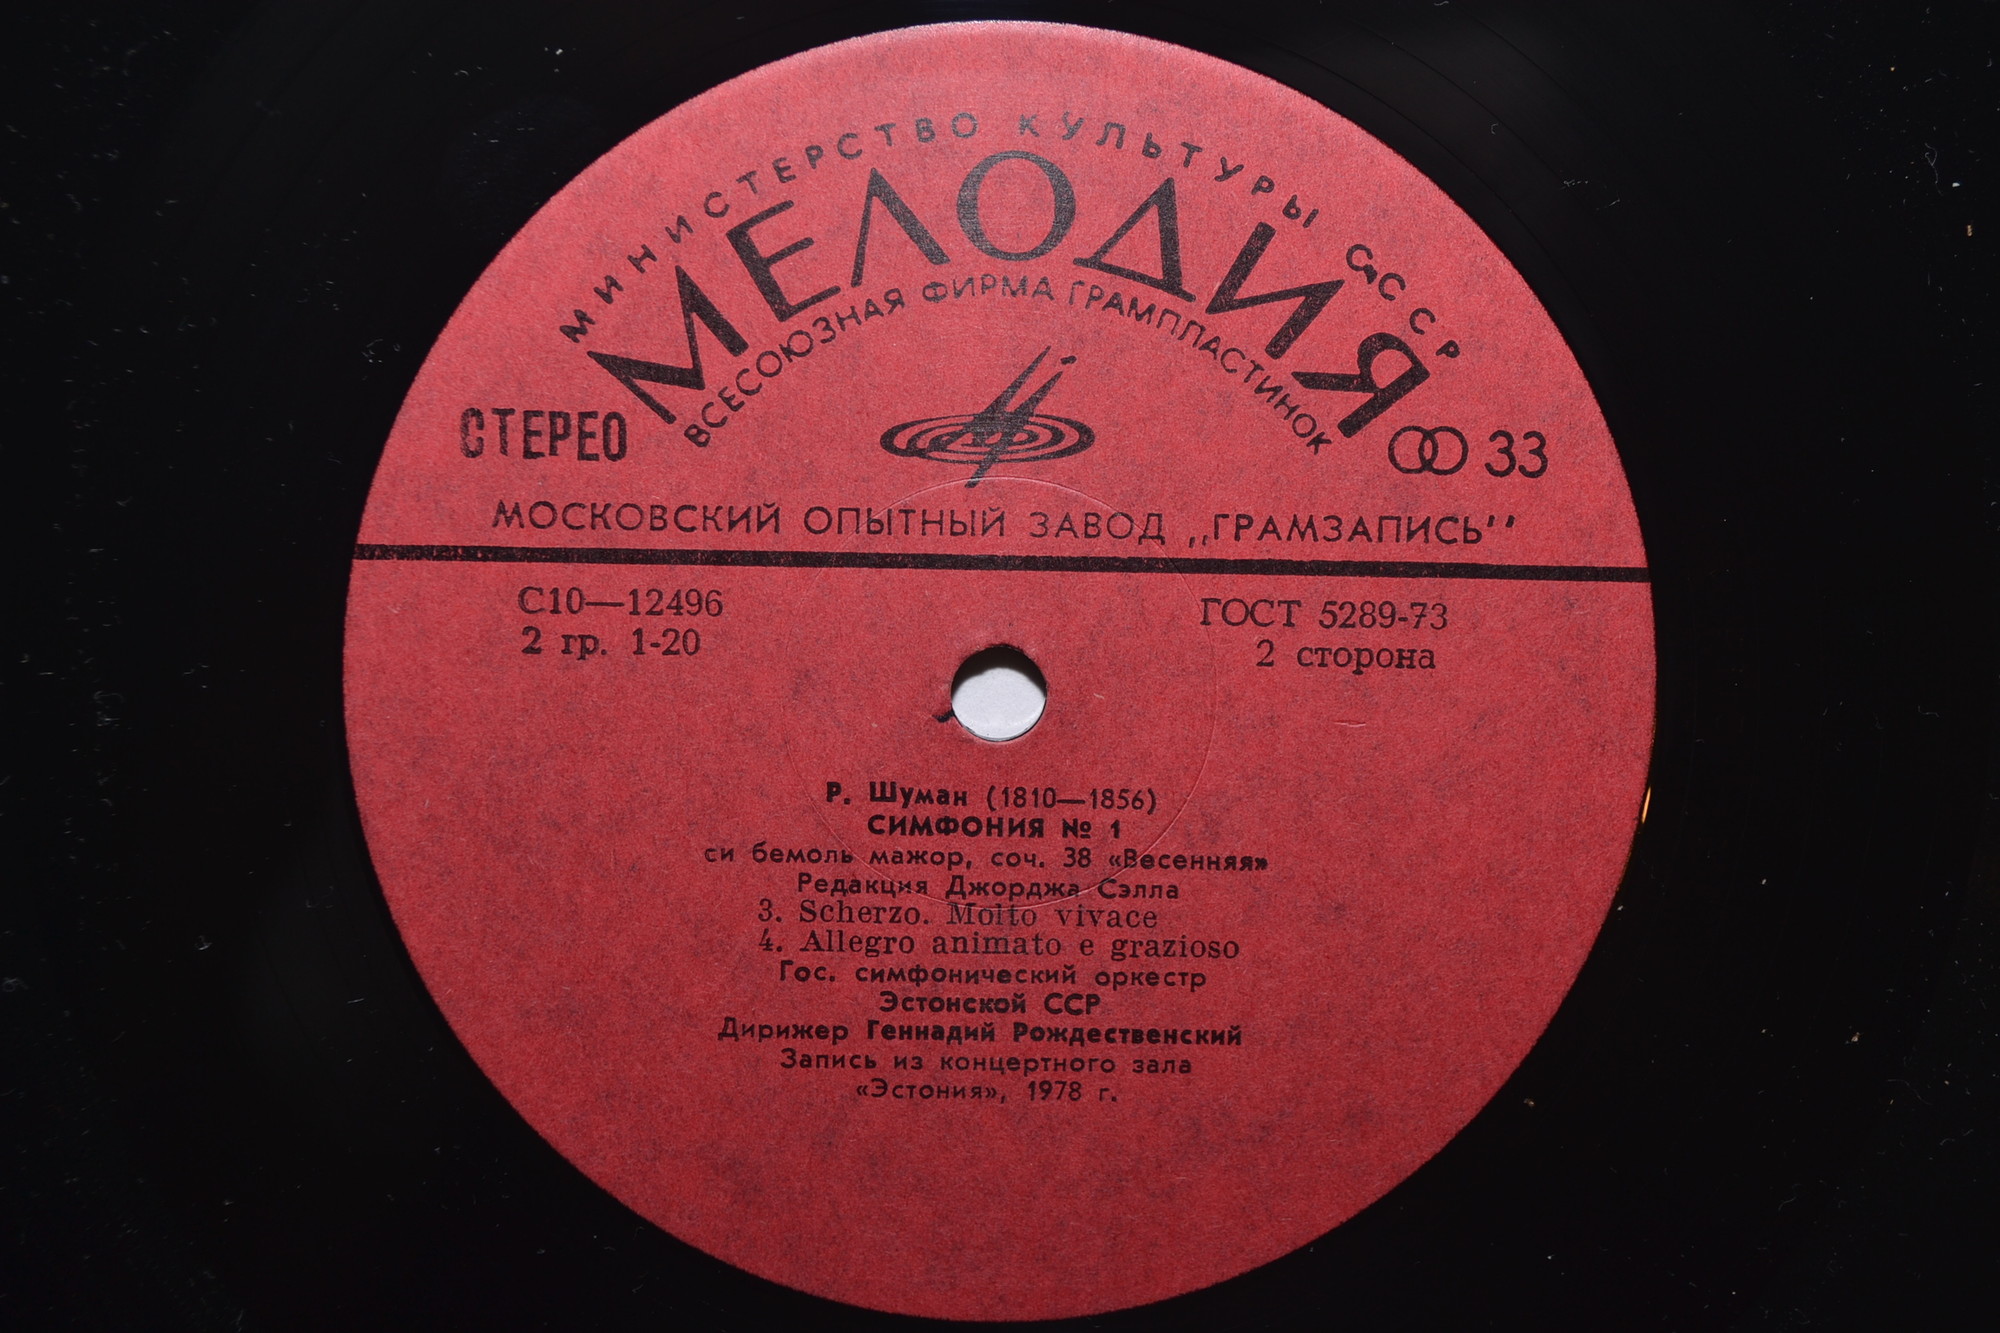 МИНИСТЕРСТВО КУЛЬТУРЫ СССР
МЕЛОДИЯ
ВСЕСОЮЗНАЯ ФИРМА ГРАМПЛАСТИНОК
СТЕРЕО
33
МОСКОВСКИЙ ОПЫТНЫЙ ЗАВОД „ГРАМЗАПИСЬ’’
С10—12496
ГОСТ 5289-73
2 гр. 1-20
2 сторона
Р. Шуман (1810—1856)
СИМФОНИЯ № 1
си бемоль мажор, соч. 38 «Весенняя»
Редакция Джорджа Сэлла
3. Scherzo. Molto vivace
4. Allegro animato e grazioso
Гос. симфонический оркестр
Эстонской ССР
Дирижер Геннадий Рождественский
Запись из концертного зала
«Эстония», 1978 г.